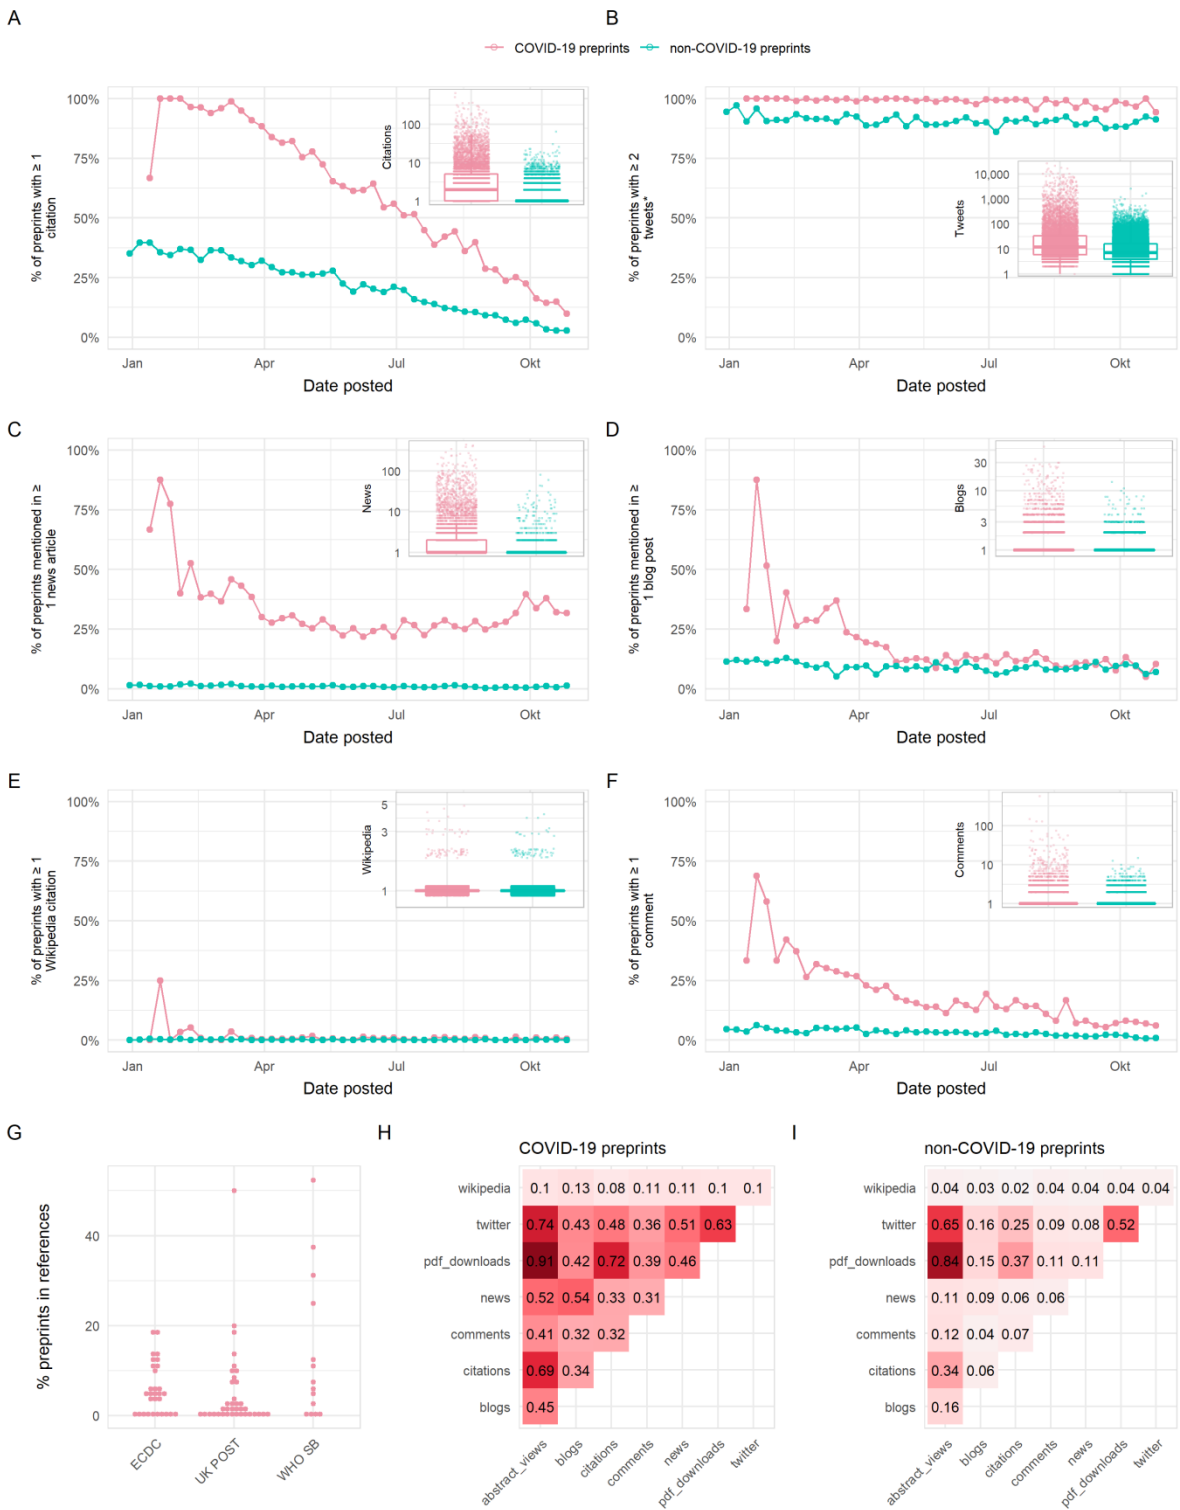 A
B
COVID-19 preprints
non-COVID-19 preprints
% of preprints with ≥ 1
citation
100%
75%
50%
25%
0%
Jan
Apr
Jul
Okt
Date posted
Citations
100
10
1
% of preprints with ≥ 2
tweets*
100%
75%
50%
25%
0%
Jan
Apr
Jul
Okt
Date posted
Tweets
10,000
1,000
100
10
1
C
% of preprints mentioned in ≥
1 news article
100%
75%
50%
25%
0%
Jan
Apr
Jul
Okt
Date posted
News
100
10
1
D
% of preprints mentioned in ≥
1 blog post
100%
75%
50%
25%
0%
Jan
Apr
Jul
Okt
Date posted
Blogs
30
10
3
1
E
% of preprints with ≥ 1
Wikipedia citation
100%
75%
50%
25%
0%
Jan
Apr
Jul
Okt
Date posted
Wikipedia
5
3
1
F
% of preprints with ≥ 1
comment
100%
75%
50%
25%
0%
Jan
Apr
Jul
Okt
Date posted
Comments
100
10
1
G
% preprints in references
40
20
0
ECDC
UK POST
WHO SB
H
COVID-19 preprints
wikipedia 0.1 0.13 0.08 0.11 0.11 0.1 0.1
twitter 0.74 0.43 0.48 0.36 0.51 0.63
pdf_downloads 0.91 0.42 0.72 0.39 0.46
news 0.52 0.54 0.33 0.31
comments 0.41 0.32 0.32
citations 0.69 0.34
blogs 0.45
abstract_views
blogs
citations
comments
news
pdf_downloads
twitter
I
non-COVID-19 preprints
wikipedia 0.04 0.03 0.02 0.04 0.04 0.04 0.04
twitter 0.65 0.16 0.25 0.09 0.08 0.52
pdf_downloads 0.84 0.15 0.37 0.11 0.11
news 0.11 0.09 0.06 0.06
comments 0.12 0.04 0.07
citations 0.34 0.06
blogs 0.16
abstract_views
blogs
citations
comments
news
pdf_downloads
twitter